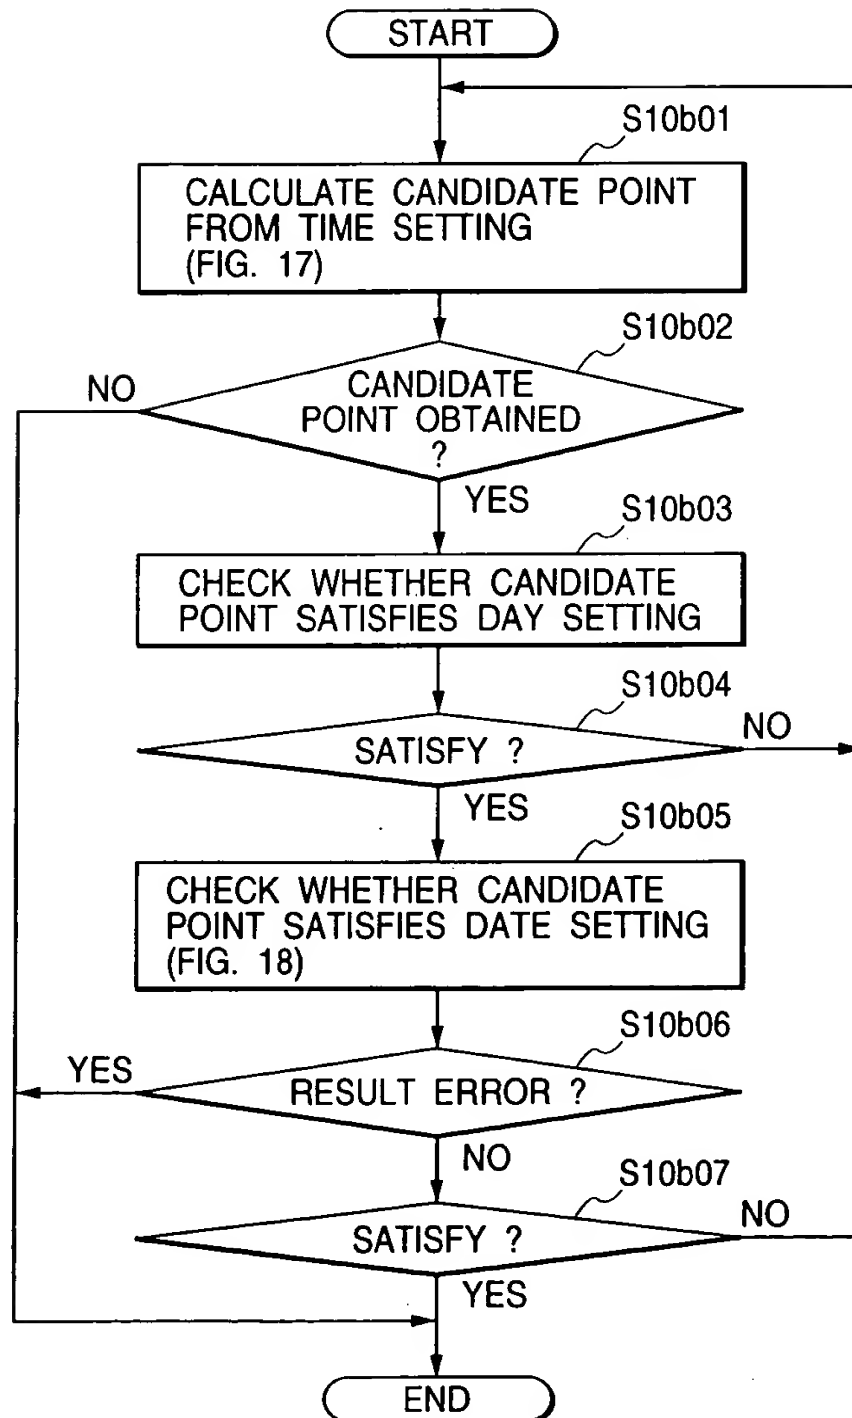 START
S10b01
CALCULATE CANDIDATE POINT
FROM TIME SETTING
(FIG. 17)
S10b02
NO
CANDIDATE
POINT OBTAINED
?
YES
S10b03
CHECK WHETHER CANDIDATE
POINT SATISFIES DAY SETTING
S10b04
SATISFY ?
NO
YES
S10b05
CHECK WHETHER CANDIDATE
POINT SATISFIES DATE SETTING
(FIG. 18)
S10b06
YES
RESULT ERROR ?
NO
S10b07
SATISFY ?
NO
YES
END